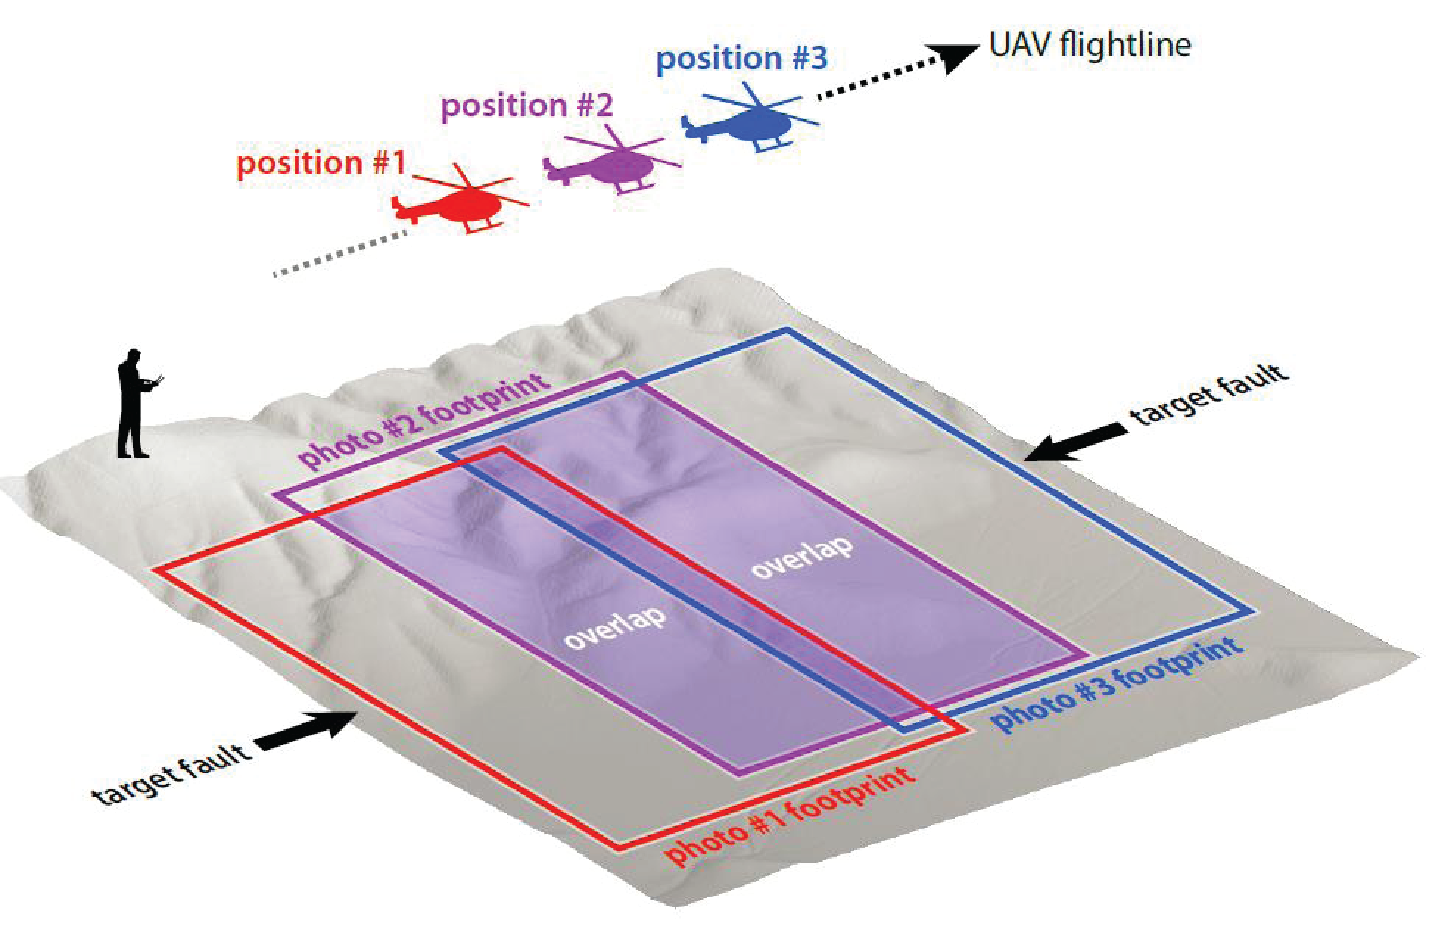 position #3
UAV flightline
position #2
position #1
target fault
photo #2 footprint
overlap
overlap
photo #3 footprint
target fault
photo #1 footprint